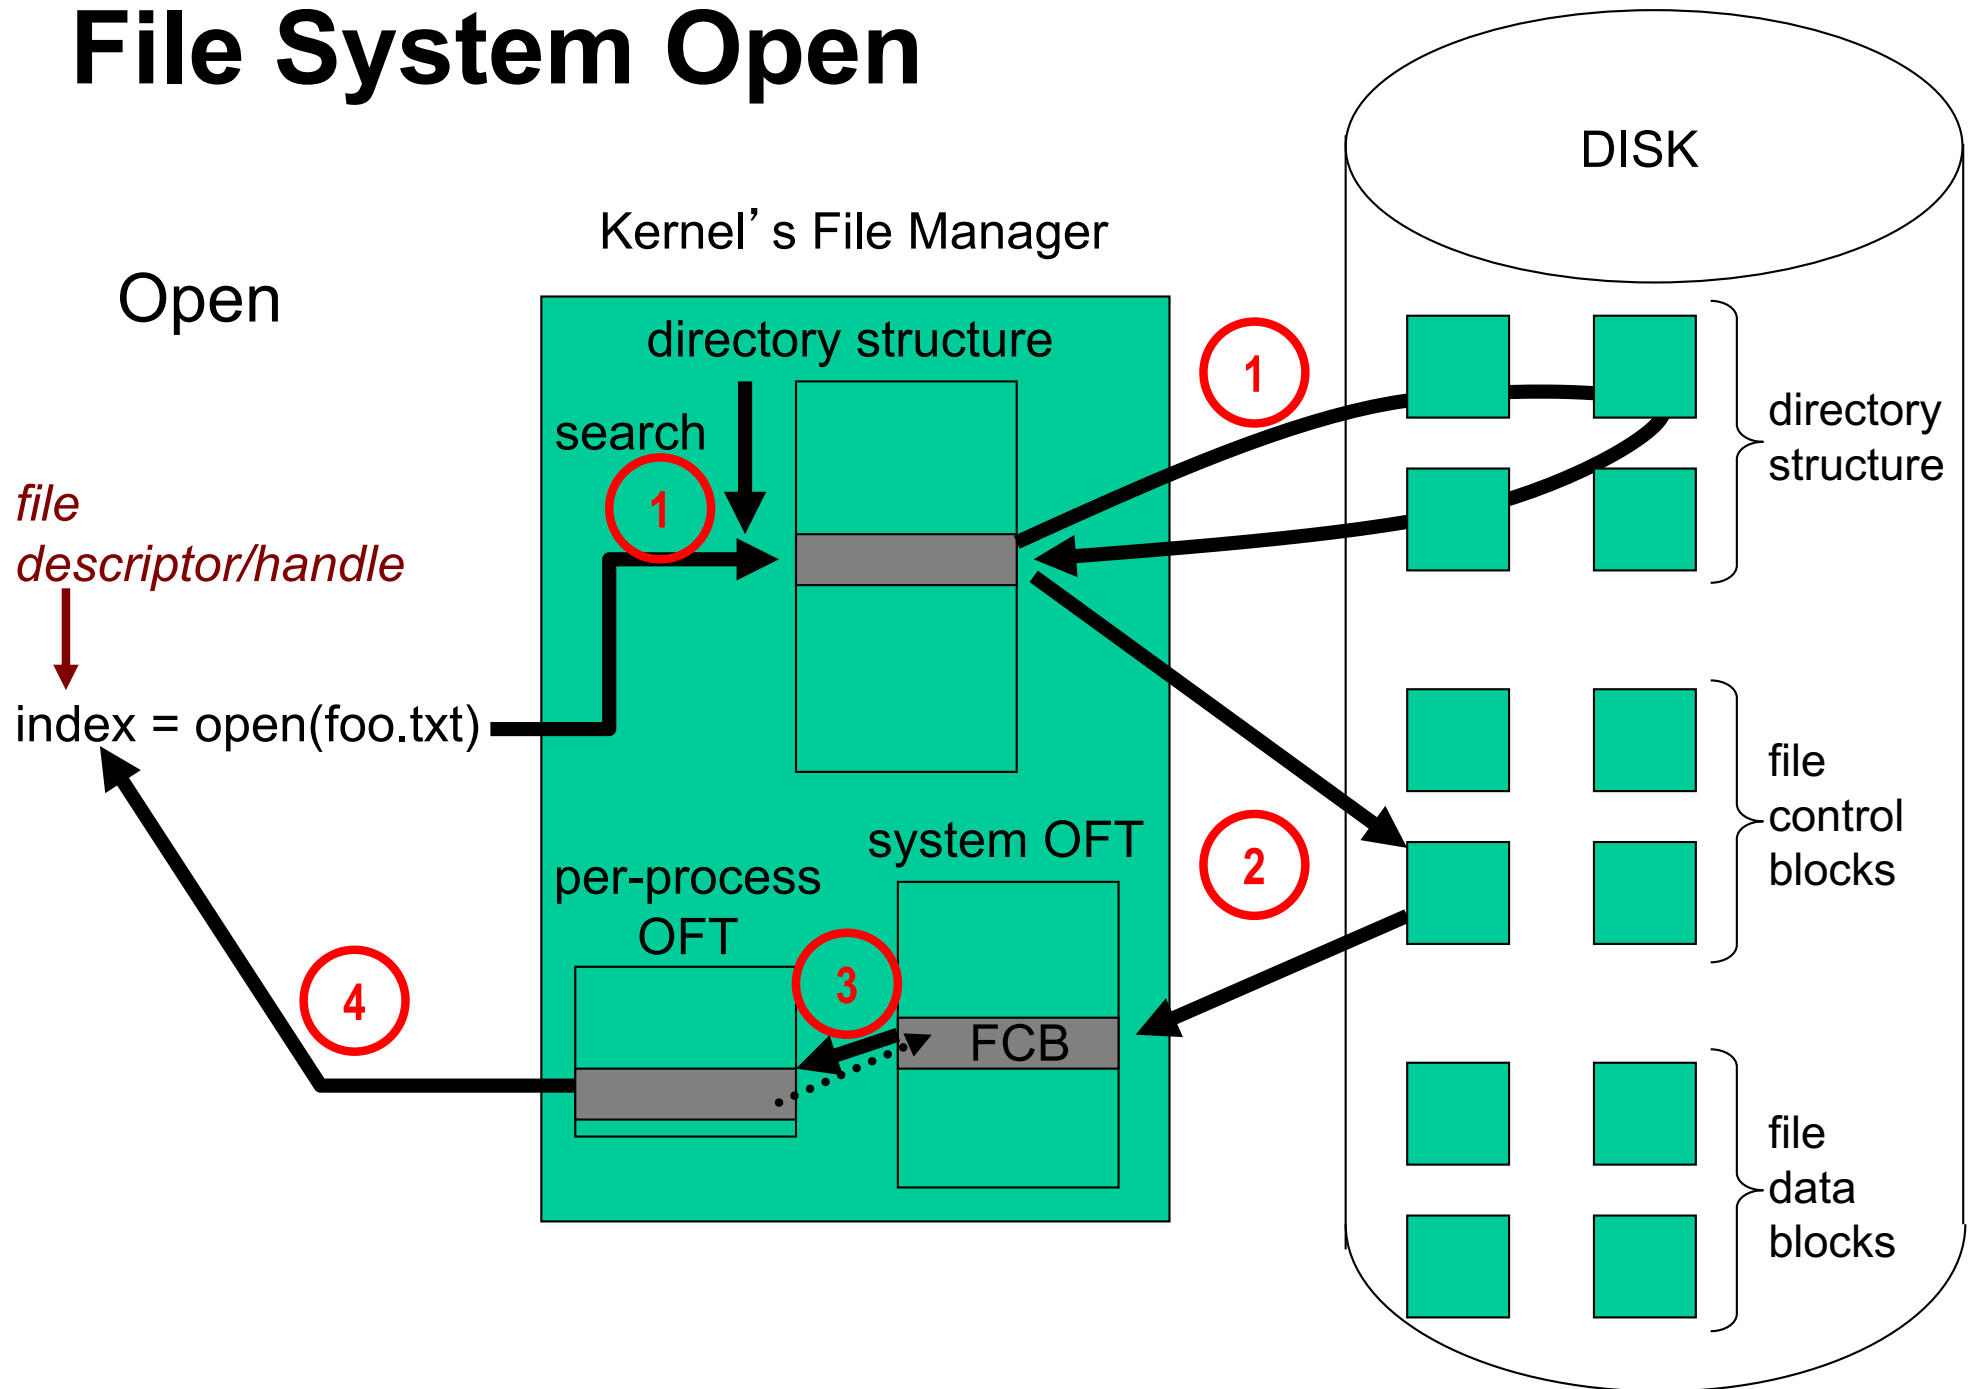 File System Open
DISK
Kernel’s File Manager
Open
directory structure
1
search
1
directory
structure
file
descriptor/handle
index = open(foo.txt)
file
control
blocks
system OFT
2
per-process
OFT
3
4
FCB
file
data
blocks